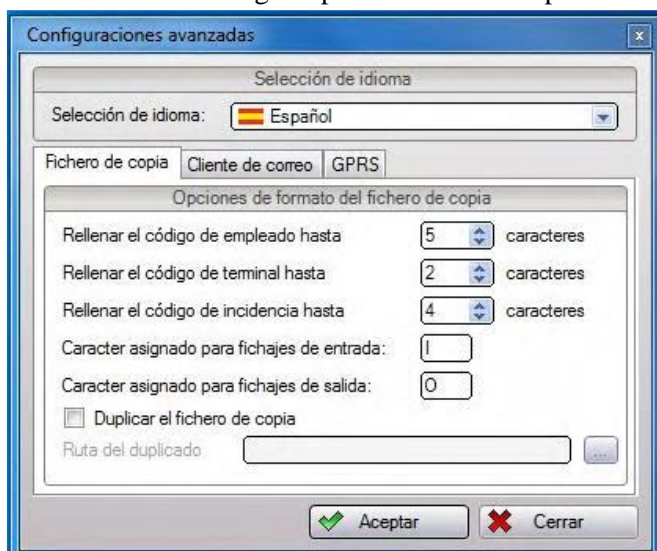 Configuraciones avanzadas
Selección de idioma
Selección de idioma: Español
Fichero de copia Cliente de correo GPRS
Opciones de formato del fichero de copia
Rellenar el código de empleado hasta 5 caracteres
Rellenar el código de terminal hasta 2 caracteres
Rellenar el código de incidencia hasta 4 caracteres
Caracter asignado para fichajes de entrada: I
Caracter asignado para fichajes de salida: O
Duplicar el fichero de copia
Ruta del duplicado ...
Aceptar Cerrar